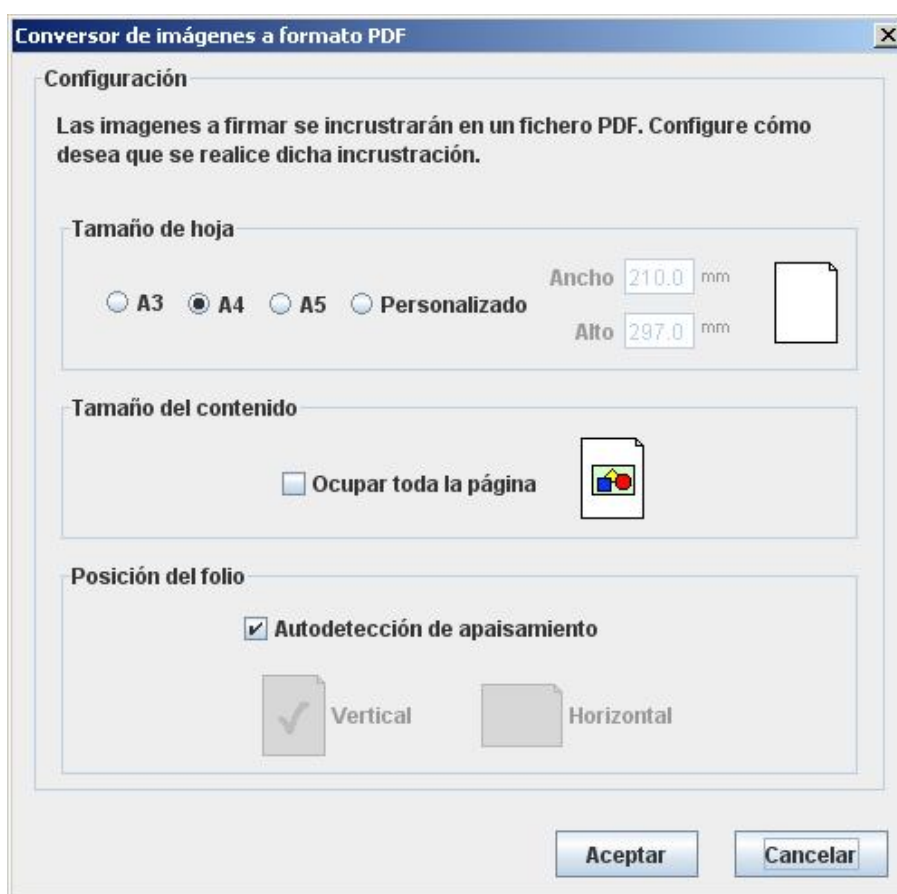 Conversor de imágenes a formato PDF
Configuración
Las imagenes a firmar se incrustrarán en un fichero PDF. Configure cómo
desea que se realice dicha incrustración.
Tamaño de hoja
A3 A4 A5 Personalizado
Ancho 210.0 mm
Alto 297.0 mm
Tamaño del contenido
Ocupar toda la página
Posición del folio
Autodetección de apaisamiento
Vertical Horizontal
Aceptar Cancelar